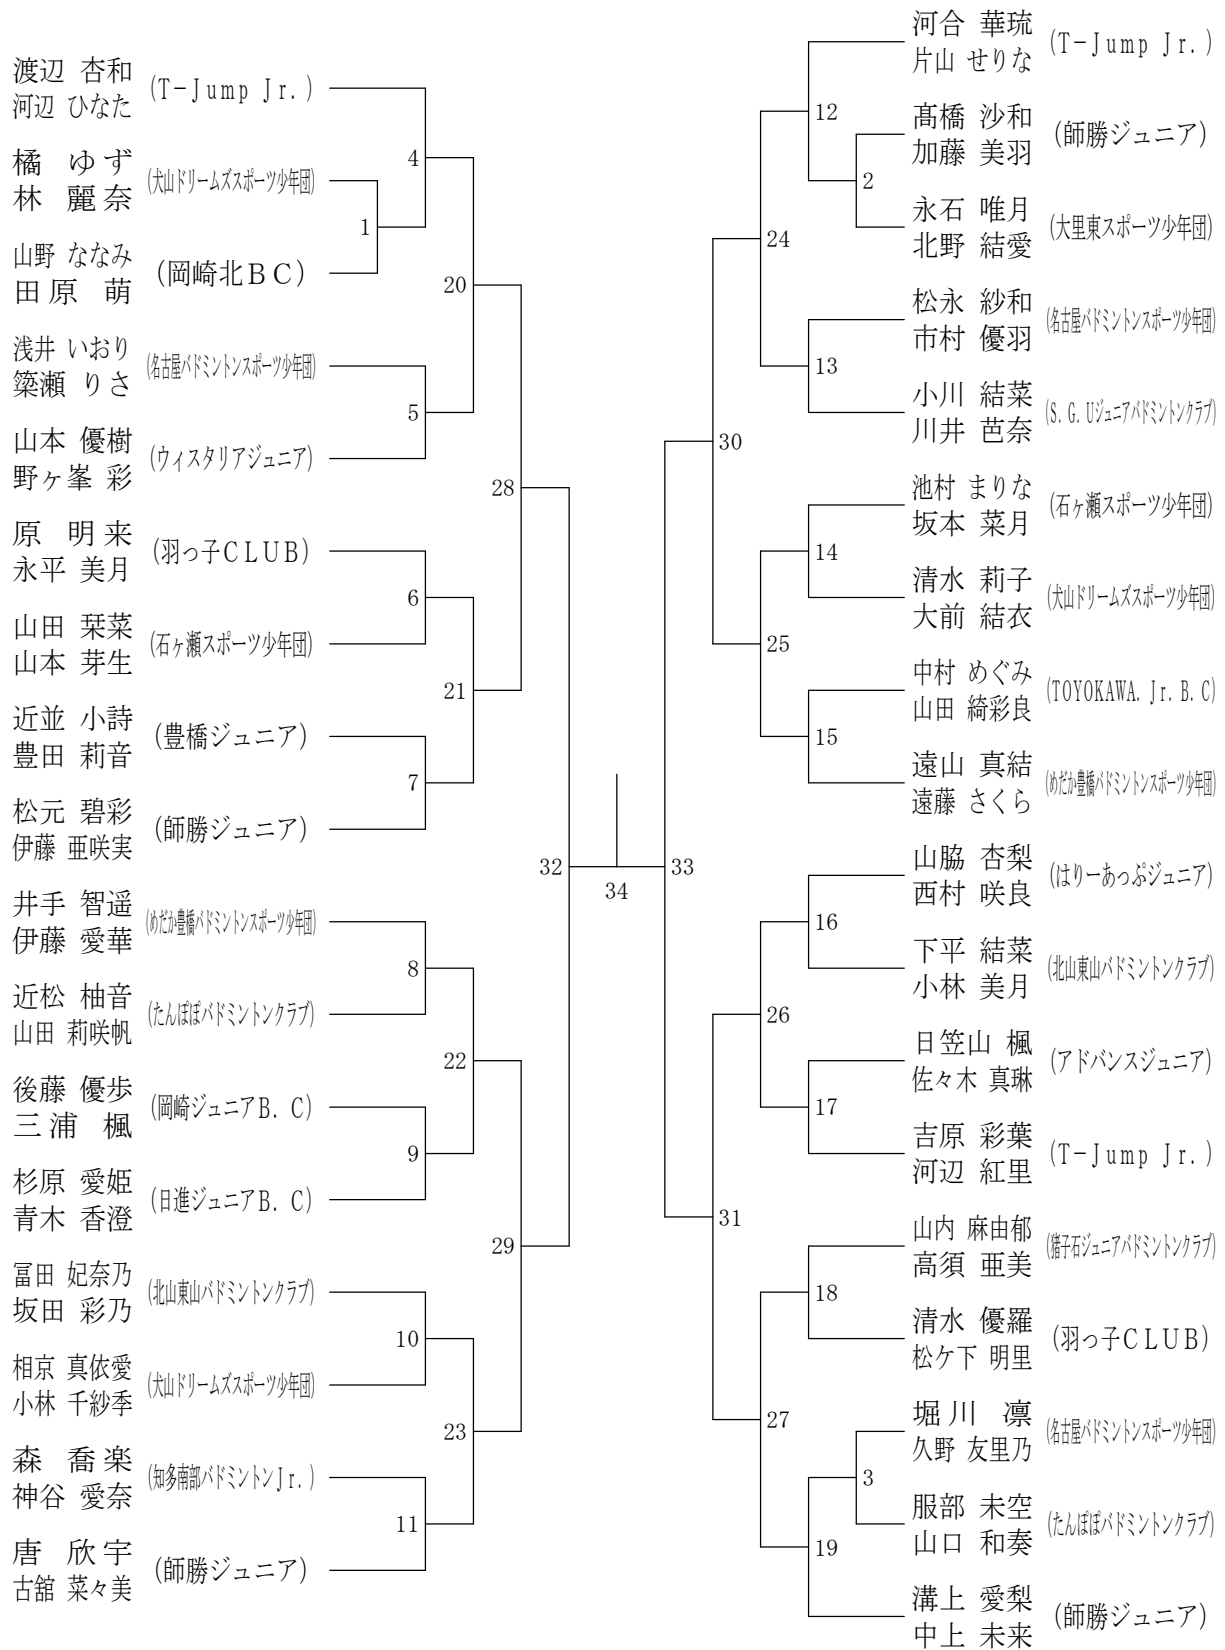 渡辺 杏和
河辺 ひなた
(T-Jump Jr.)
橘 ゆず
林 麗奈
(犬山ドリームズスポーツ少年団)
山野 ななみ
田原 萌
(岡崎北BC)
浅井 いおり
簗瀬 りさ
(名古屋バドミントンスポーツ少年団)
山本 優樹
野ヶ峯 彩
(ウィスタリアジュニア)
原 明来
永平 美月
(羽っ子CLUB)
山田 栞菜
山本 芽生
(石ヶ瀬スポーツ少年団)
近並 小詩
豊田 莉音
(豊橋ジュニア)
松元 碧彩
伊藤 亜咲実
(師勝ジュニア)
井手 智遥
伊藤 愛華
(めだか豊橋バドミントンスポーツ少年団)
近松 柚音
山田 莉咲帆
(たんぽぽバドミントンクラブ)
後藤 優歩
三浦 楓
(岡崎ジュニアB.C)
杉原 愛姫
青木 香澄
(日進ジュニアB.C)
冨田 妃奈乃
坂田 彩乃
(北山東山バドミントンクラブ)
相京 真依愛
小林 千紗季
(犬山ドリームズスポーツ少年団)
森 喬楽
神谷 愛奈
(知多南部バドミントンJr.)
唐 欣宇
古舘 菜々美
(師勝ジュニア)
1
4
5
6
7
8
9
10
11
20
21
22
23
28
29
32
34
33
30
31
24
25
26
27
12
2
13
14
15
16
17
18
3
19
河合 華琉
片山 せりな
(T-Jump Jr.)
髙橋 沙和
加藤 美羽
(師勝ジュニア)
永石 唯月
北野 結愛
(大里東スポーツ少年団)
松永 紗和
市村 優羽
(名古屋バドミントンスポーツ少年団)
小川 結菜
川井 芭奈
(S.G.Uジュニアバドミントンクラブ)
池村 まりな
坂本 菜月
(石ヶ瀬スポーツ少年団)
清水 莉子
大前 結衣
(犬山ドリームズスポーツ少年団)
中村 めぐみ
山田 綺彩良
(TOYOKAWA.Jr.B.C)
遠山 真結
遠藤 さくら
(めだか豊橋バドミントンスポーツ少年団)
山脇 杏梨
西村 咲良
(はりーあっぷジュニア)
下平 結菜
小林 美月
(北山東山バドミントンクラブ)
日笠山 楓
佐々木 真琳
(アドバンスジュニア)
吉原 彩葉
河辺 紅里
(T-Jump Jr.)
山内 麻由郁
高須 亜美
(猪子石ジュニアバドミントンクラブ)
清水 優羅
松ケ下 明里
(羽っ子CLUB)
堀川 凛
久野 友里乃
(名古屋バドミントンスポーツ少年団)
服部 未空
山口 和奏
(たんぽぽバドミントンクラブ)
溝上 愛梨
中上 未来
(師勝ジュニア)